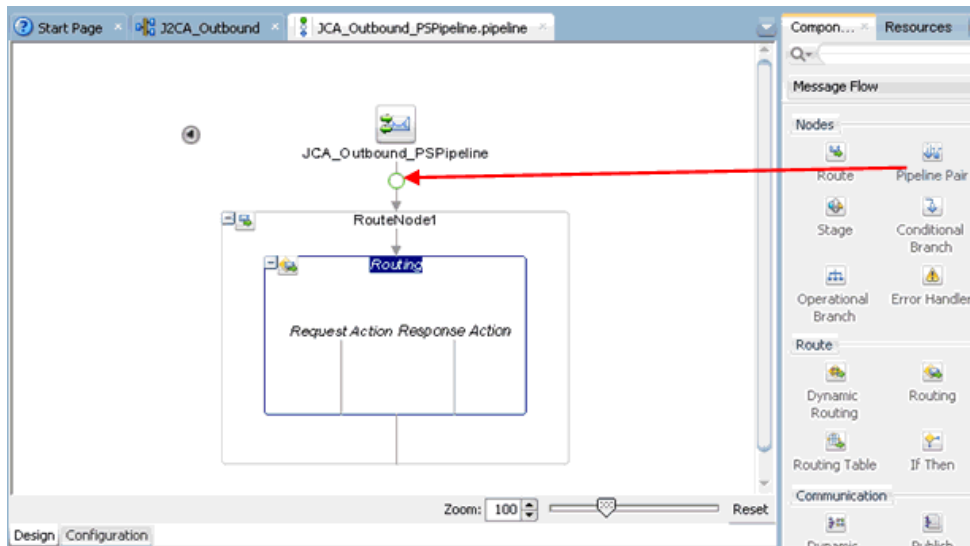 Start Page
J2CA_Outbound
JCA_Outbound_PSPipeline.pipeline
Compon...
Resources
Message Flow
JCA_Outbound_PSPipeline
RouteNode1
Routing
Request Action Response Action
Nodes
Route
Pipeline Pair
Stage
Conditional
Branch
Operational
Branch
Error Handler
Route
Dynamic
Routing
Routing
Routing Table
If Then
Communication
Dynamic
Publish
Zoom: 100
Reset
Design
Configuration